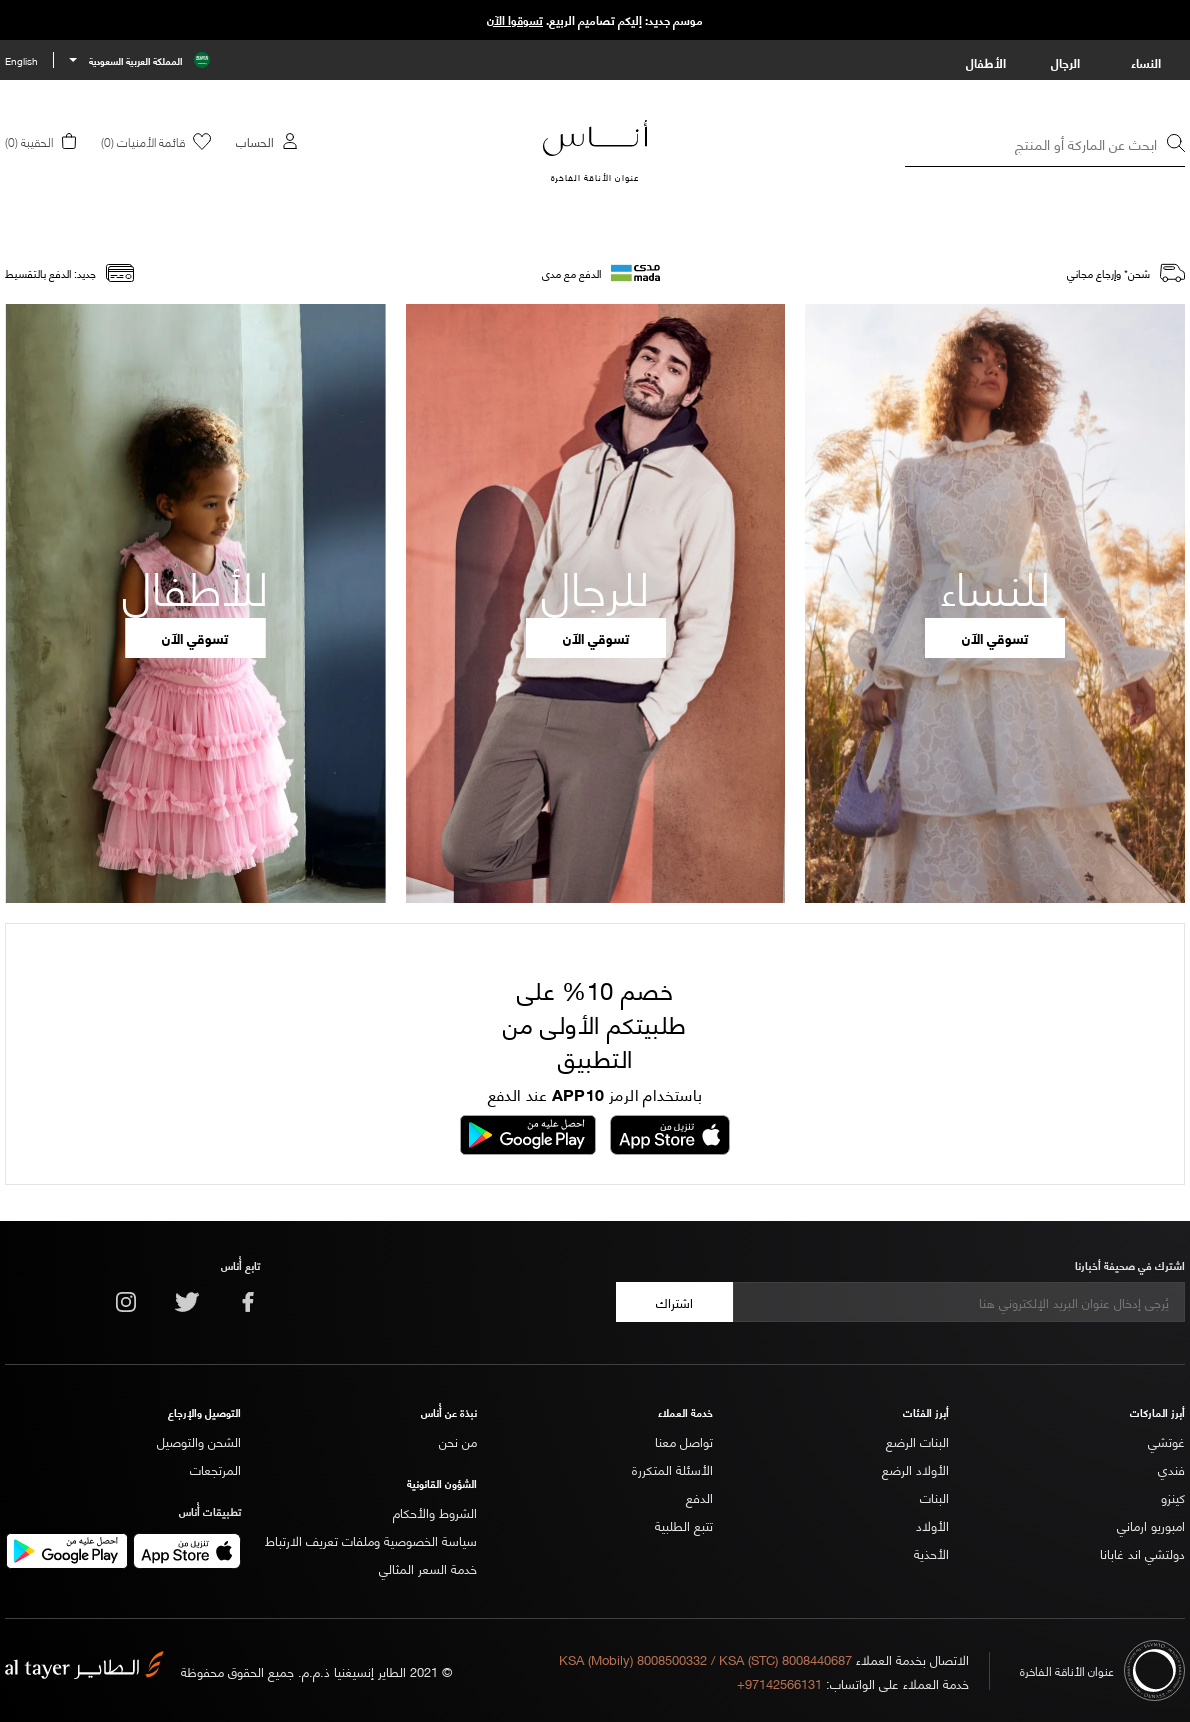 موسم جديد: إليكم تصاميم الربيع. تسوقوا الآن
النساء
الرجال
الأطفال
المملكة العربية السعودية
English
ابحث عن الماركة أو المنتج
أناس
عنوان الأناقة الفاخرة
الحساب
قائمة الأمنيات (0)
الحقيبة (0)
شحن* وإرجاع مجاني
مدى
mada
الدفع مع مدى
جديد: الدفع بالتقسيط
للنساء
تسوقي الآن
للرجال
تسوقي الآن
للأطفال
تسوقي الآن
خصم 10% على
طلبيتكم الأولى من
التطبيق
باستخدام الرمز APP10 عند الدفع
تنزيل من
App Store
احصل عليه من
Google Play
اشترك في صحيفة أخبارنا
يُرجى إدخال عنوان البريد الإلكتروني هنا
اشتراك
تابع أُناس
أبرز الماركات
غوتشي
فندي
كينزو
امبوريو ارماني
دولتشي اند غابانا
أبرز الفئات
البنات الرضع
الأولاد الرضع
البنات
الأولاد
الأحذية
خدمة العملاء
تواصل معنا
الأسئلة المتكررة
الدفع
تتبع الطلبية
نبذة عن أُناس
من نحن
الشؤون القانونية
الشروط والأحكام
سياسة الخصوصية وملفات تعريف الارتباط
خدمة السعر المثالي
التوصيل والإرجاع
الشحن والتوصيل
المرتجعات
تطبيقات أُناس
تنزيل من
App Store
احصل عليه من
Google Play
عنوان الأناقة الفاخرة
الاتصال بخدمة العملاء KSA (Mobily) 8008500332 / KSA (STC) 8008440687
خدمة العملاء على الواتساب: 97142566131+
© 2021 الطاير إنسيغنيا ذ.م.م. جميع الحقوق محفوظة
الطاير al tayer